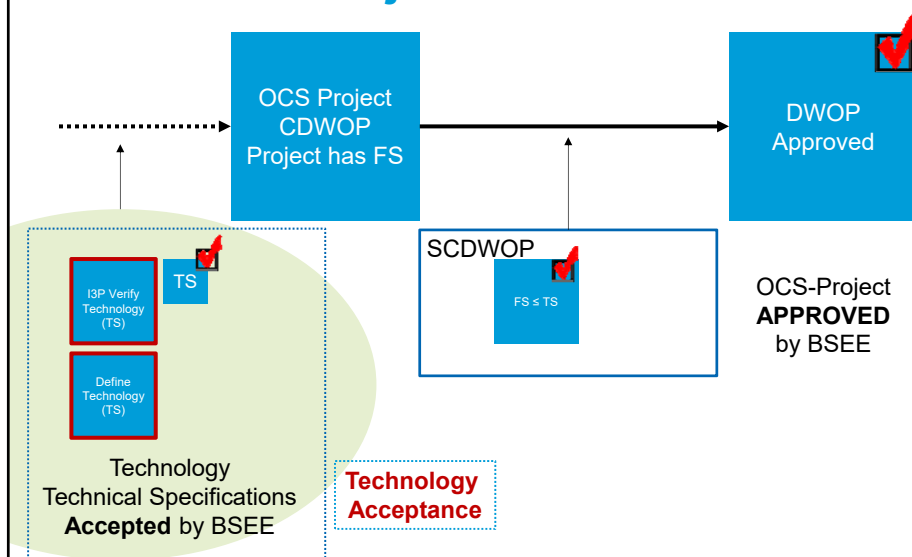 OCS Project
CDWOP
Project has FS
DWOP
Approved
SCDWOP
FS ≤ TS
OCS-Project
APPROVED
by BSEE
TS
I3P Verify
Technology
(TS)
Define
Technology
(TS)
Technology
Technical Specifications
Accepted by BSEE
Technology
Acceptance